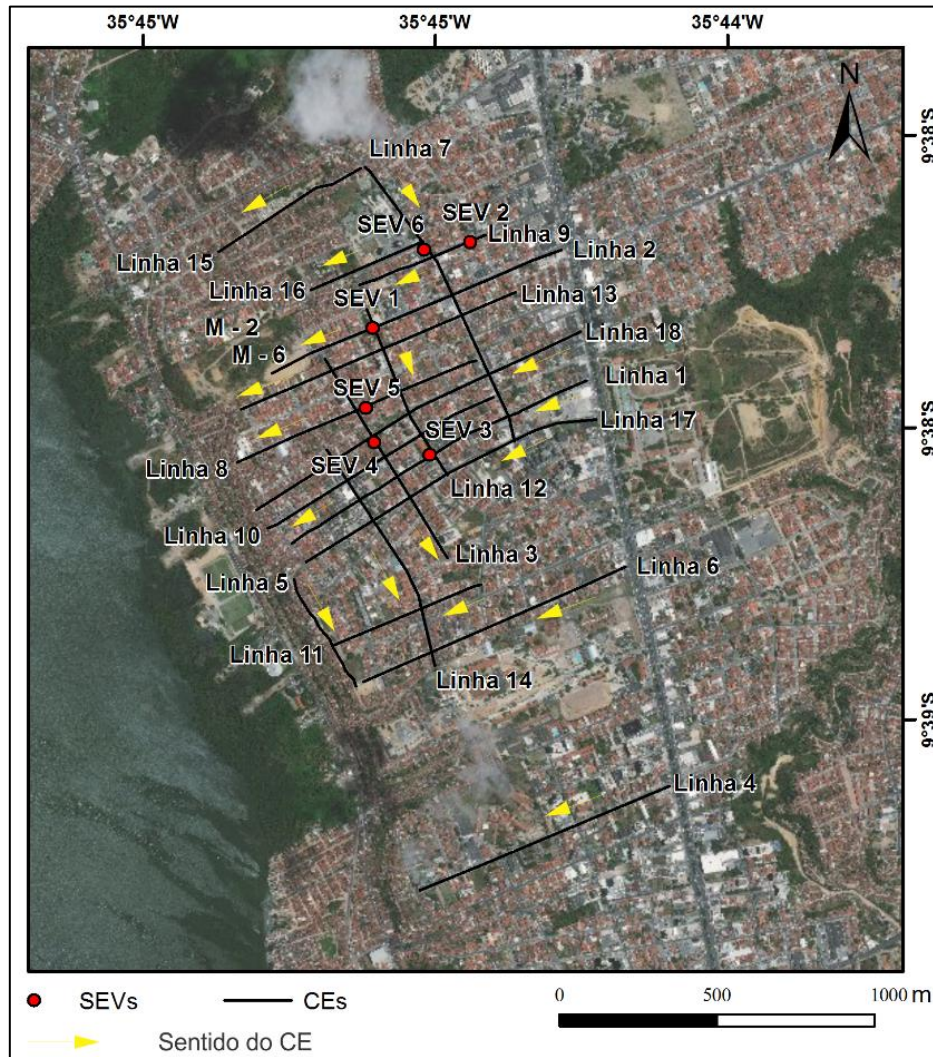 35°45'W 35°45'W 35°44'W
N
9°38'S
Linha 7
SEV 6
SEV 2
Linha 9
Linha 2
Linha 15
Linha 16
SEV 1
Linha 13
M - 2
M - 6
Linha 18
Linha 1
SEV 5
9°38'S
Linha 17
SEV 3
Linha 8
SEV 4
Linha 12
Linha 10
Linha 3
Linha 6
Linha 5
Linha 11
Linha 14
9°39'S
Linha 4
SEVs CEs
0 500 1000 m
Sentido do CE